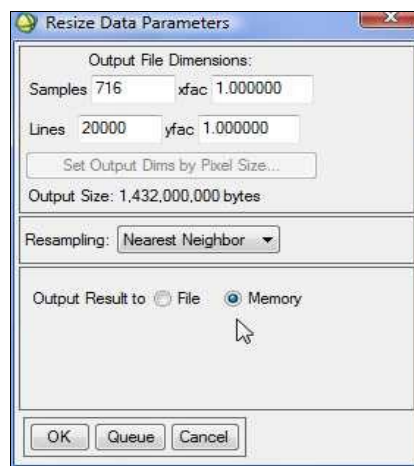 Resize Data Parameters
Output File Dimensions:
Samples 716 xfac 1.000000
Lines 20000 yfac 1.000000
Set Output Dims by Pixel Size...
Output Size: 1,432,000,000 bytes
Resampling: Nearest Neighbor
Output Result to File Memory
OK Queue Cancel